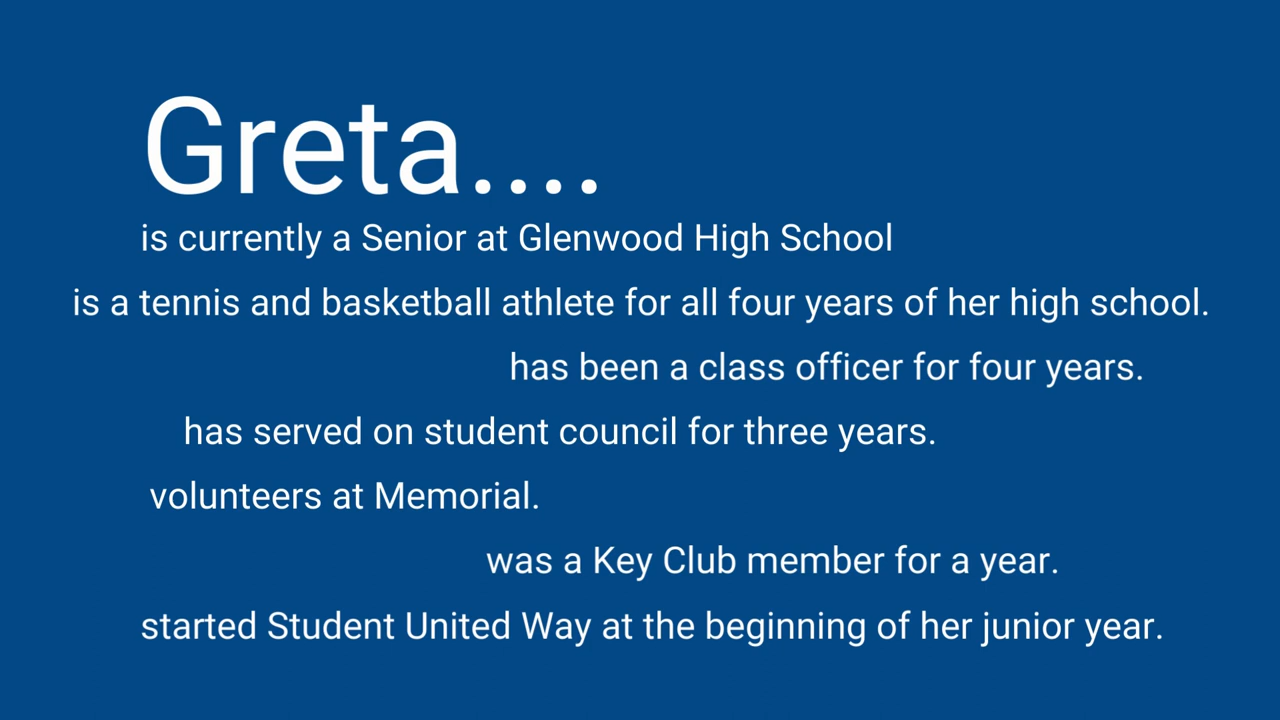 Greta....
is currently a Senior at Glenwood High School
is a tennis and basketball athlete for all four years of her high school.
has been a class officer for four years.
has served on student council for three years.
volunteers at Memorial.
was a Key Club member for a year.
started Student United Way at the beginning of her junior year.